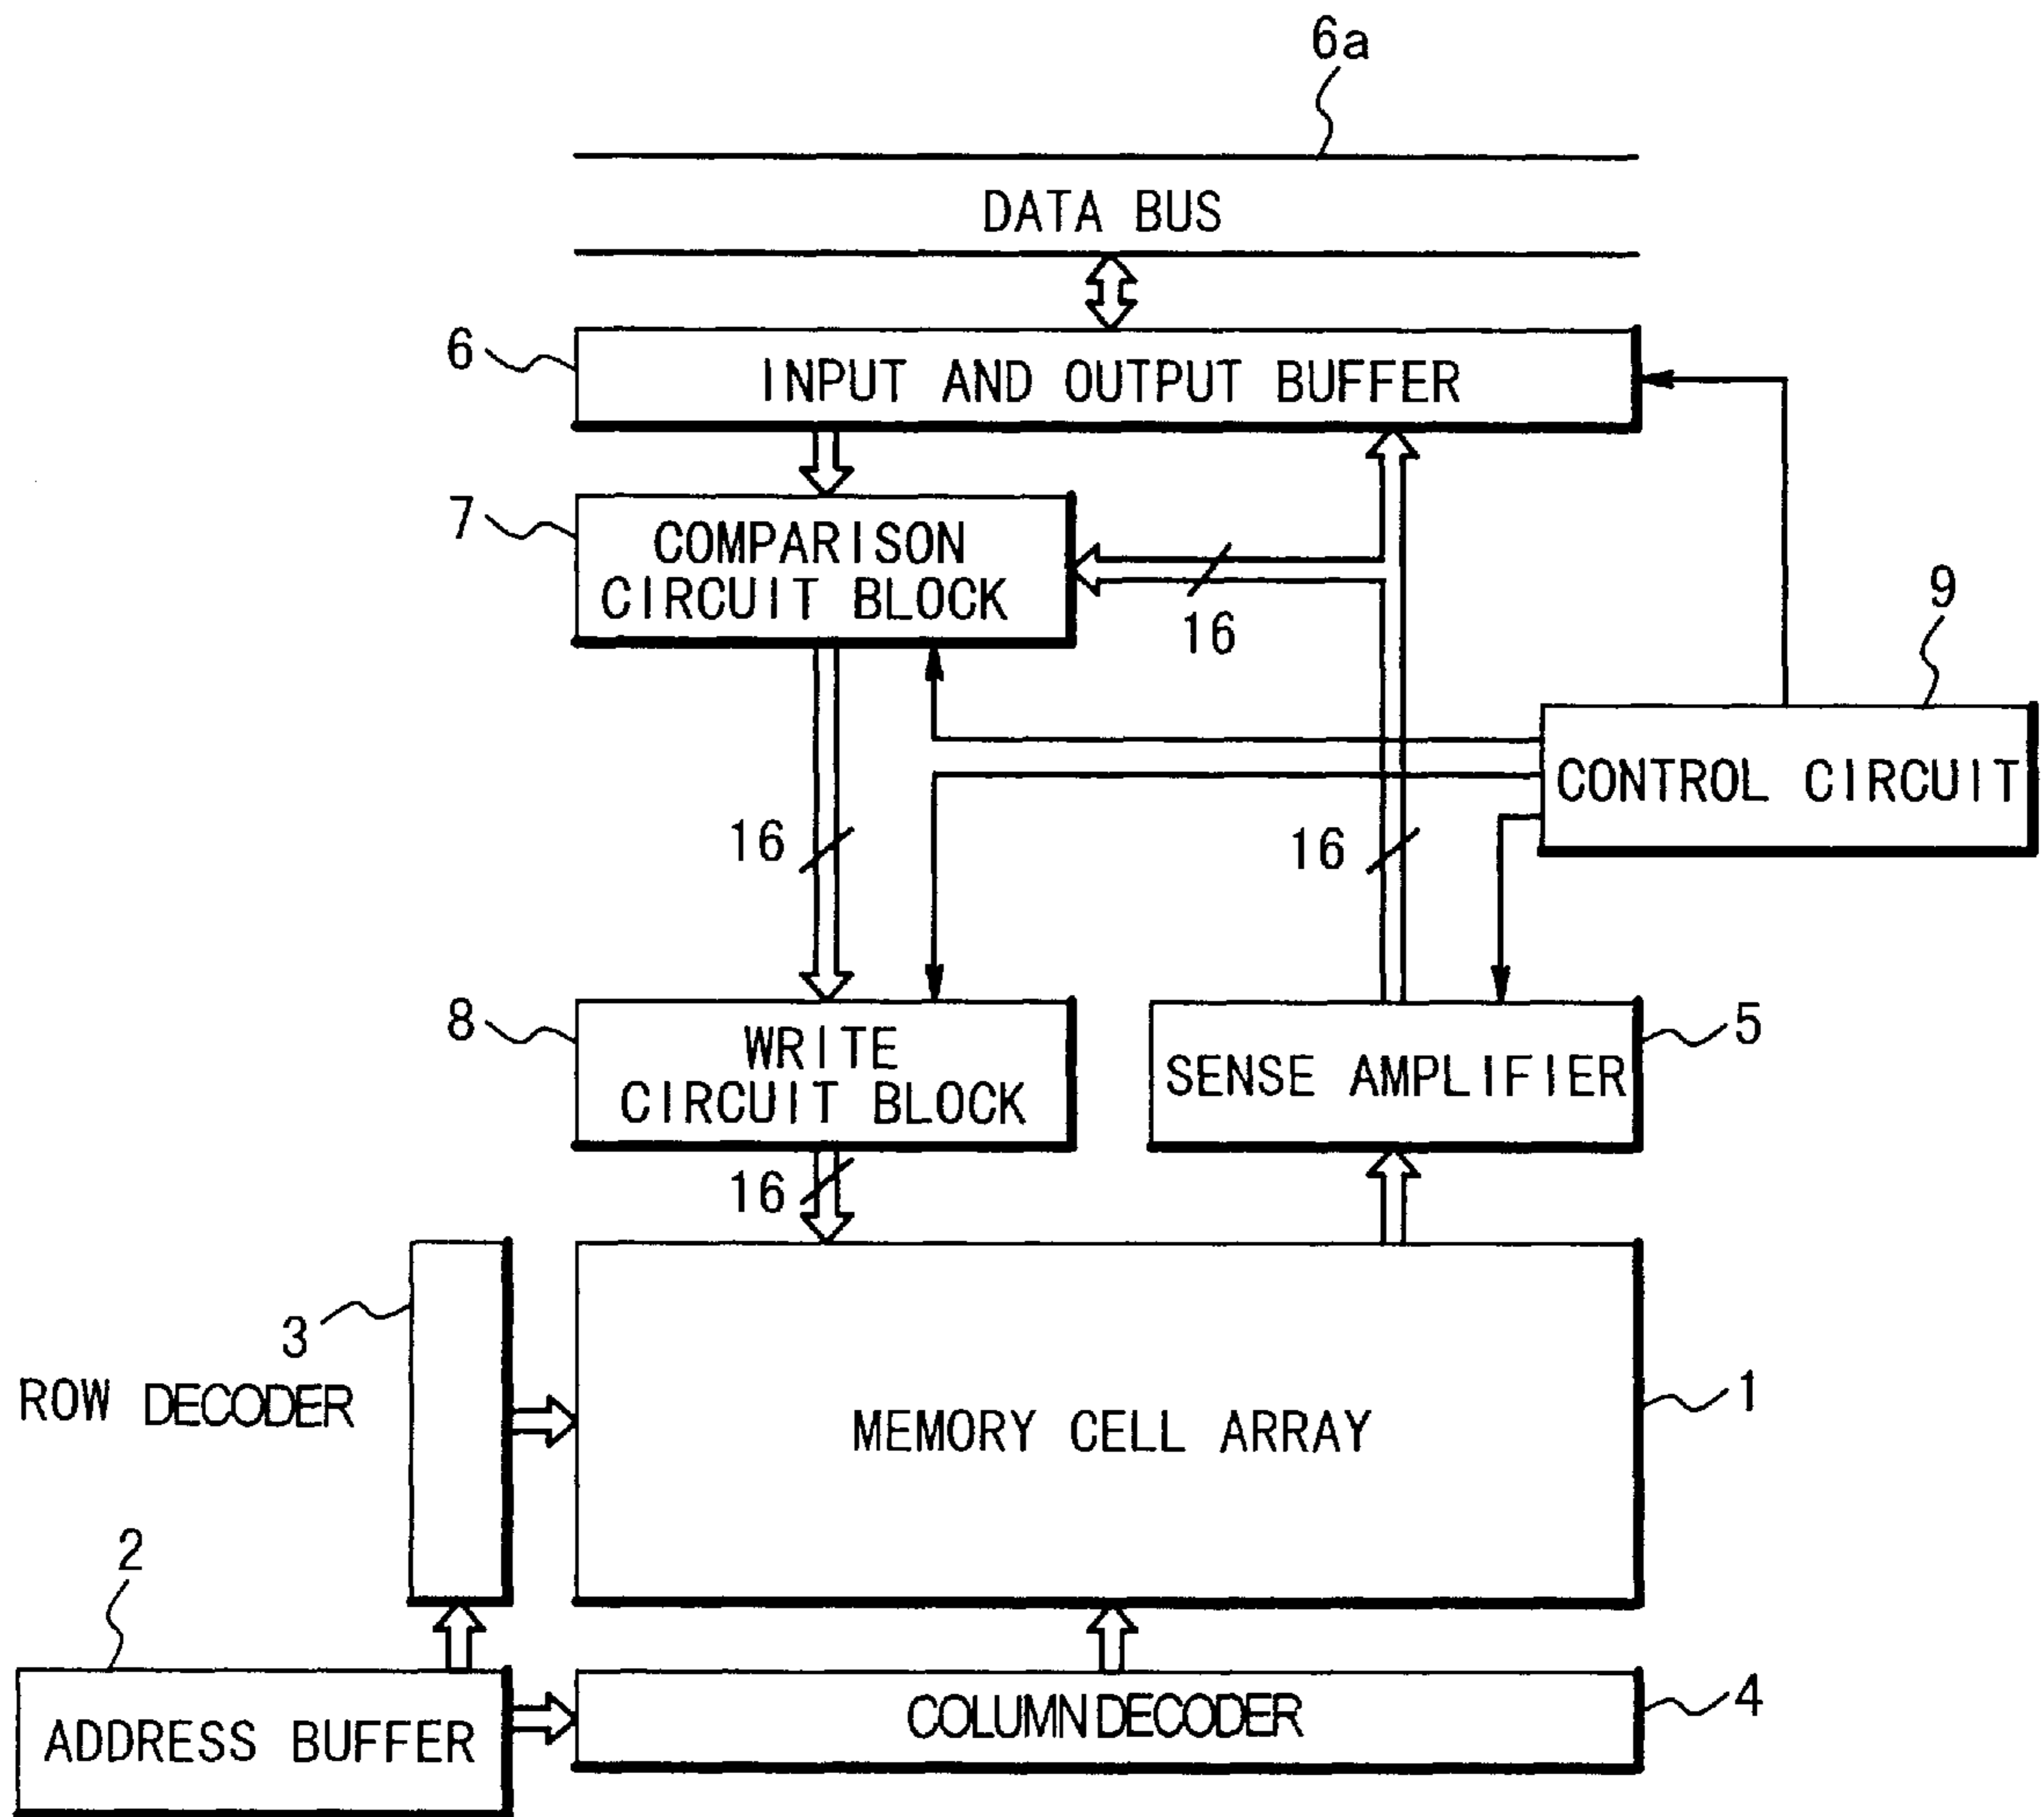 6a
DATA BUS
6
INPUT AND OUTPUT BUFFER
7
COMPARISON
CIRCUIT BLOCK
16
9
CONTROL CIRCUIT
16
16
8
WRITE
CIRCUIT BLOCK
5
SENSE AMPLIFIER
16
3
ROW DECODER
MEMORY CELL ARRAY
1
2
ADDRESS BUFFER
COLUMN DECODER
4